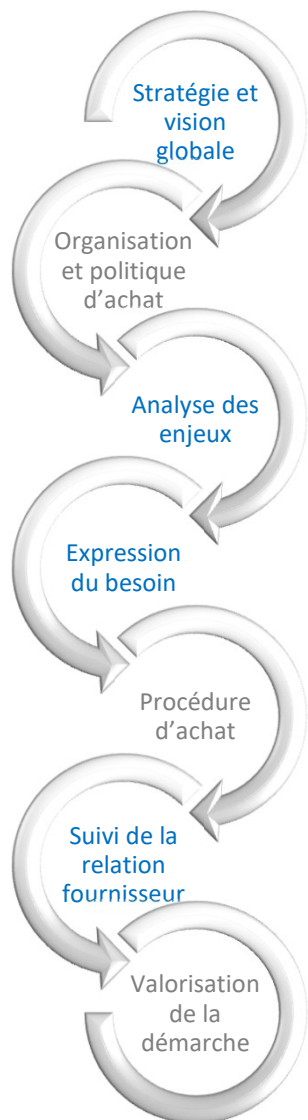 Stratégie et
vision
globale
Organisation
et politique
d'achat
Analyse des
enjeux
Expression
du besoin
Procédure
d'achat
Suivi de la
relation
fournisseur
Valorisation
de la
démarche